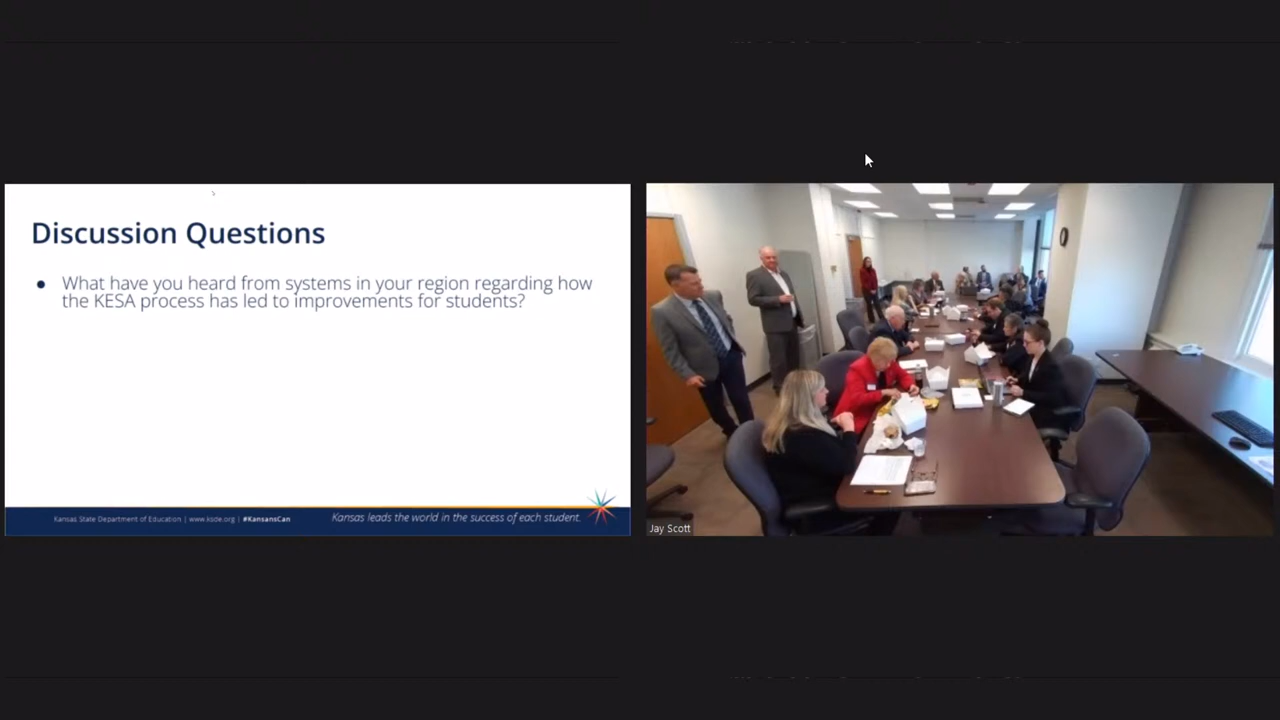 Discussion Questions
• What have you heard from systems in your region regarding how
the KESA process has led to improvements for students?
Kansas State Department of Education | www.ksde.org | #KansansCan
Kansas leads the world in the success of each student.
Jay Scott